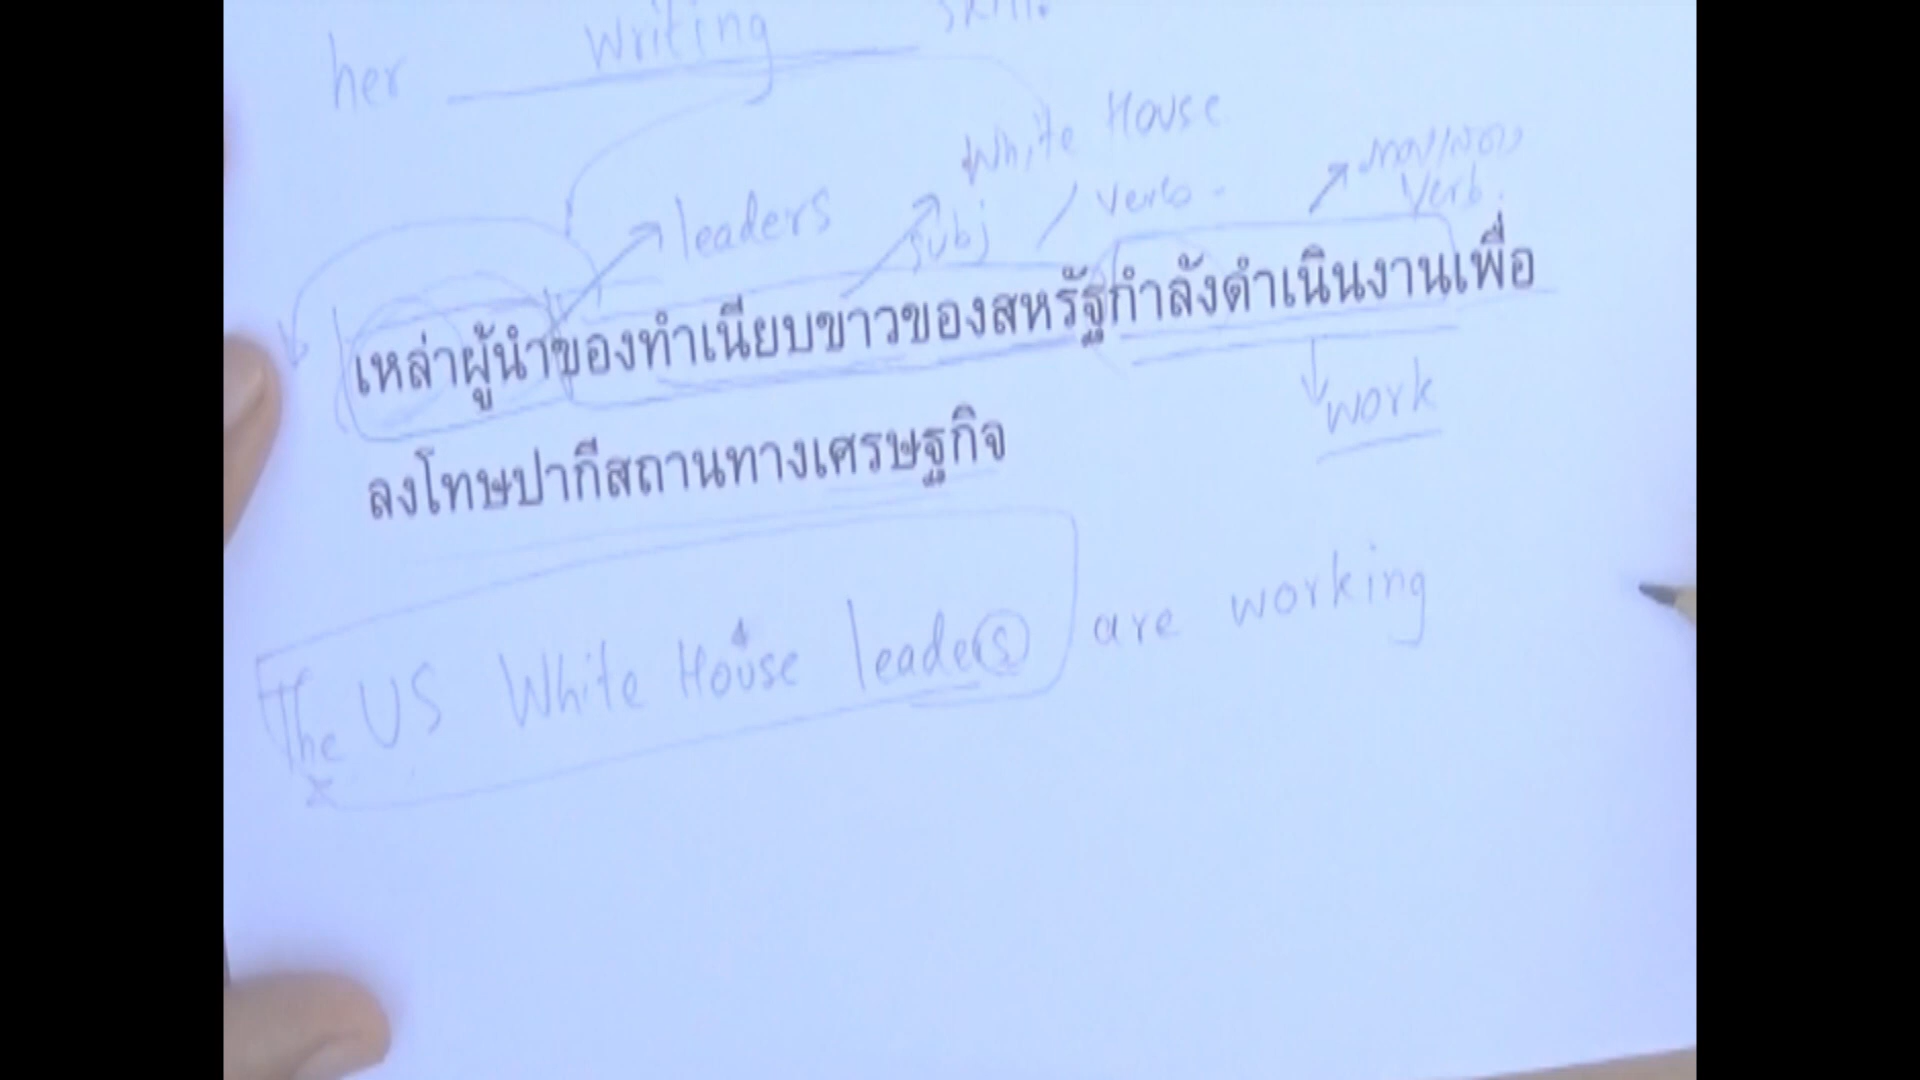 her writing skill.
White House
leaders subj / verb.
verb.
เหล่าผู้นำของทำเนียบขาวของสหรัฐกำลังดำเนินงานเพื่อ
work
ลงโทษปากีสถานทางเศรษฐกิจ
The US White House leaders are working